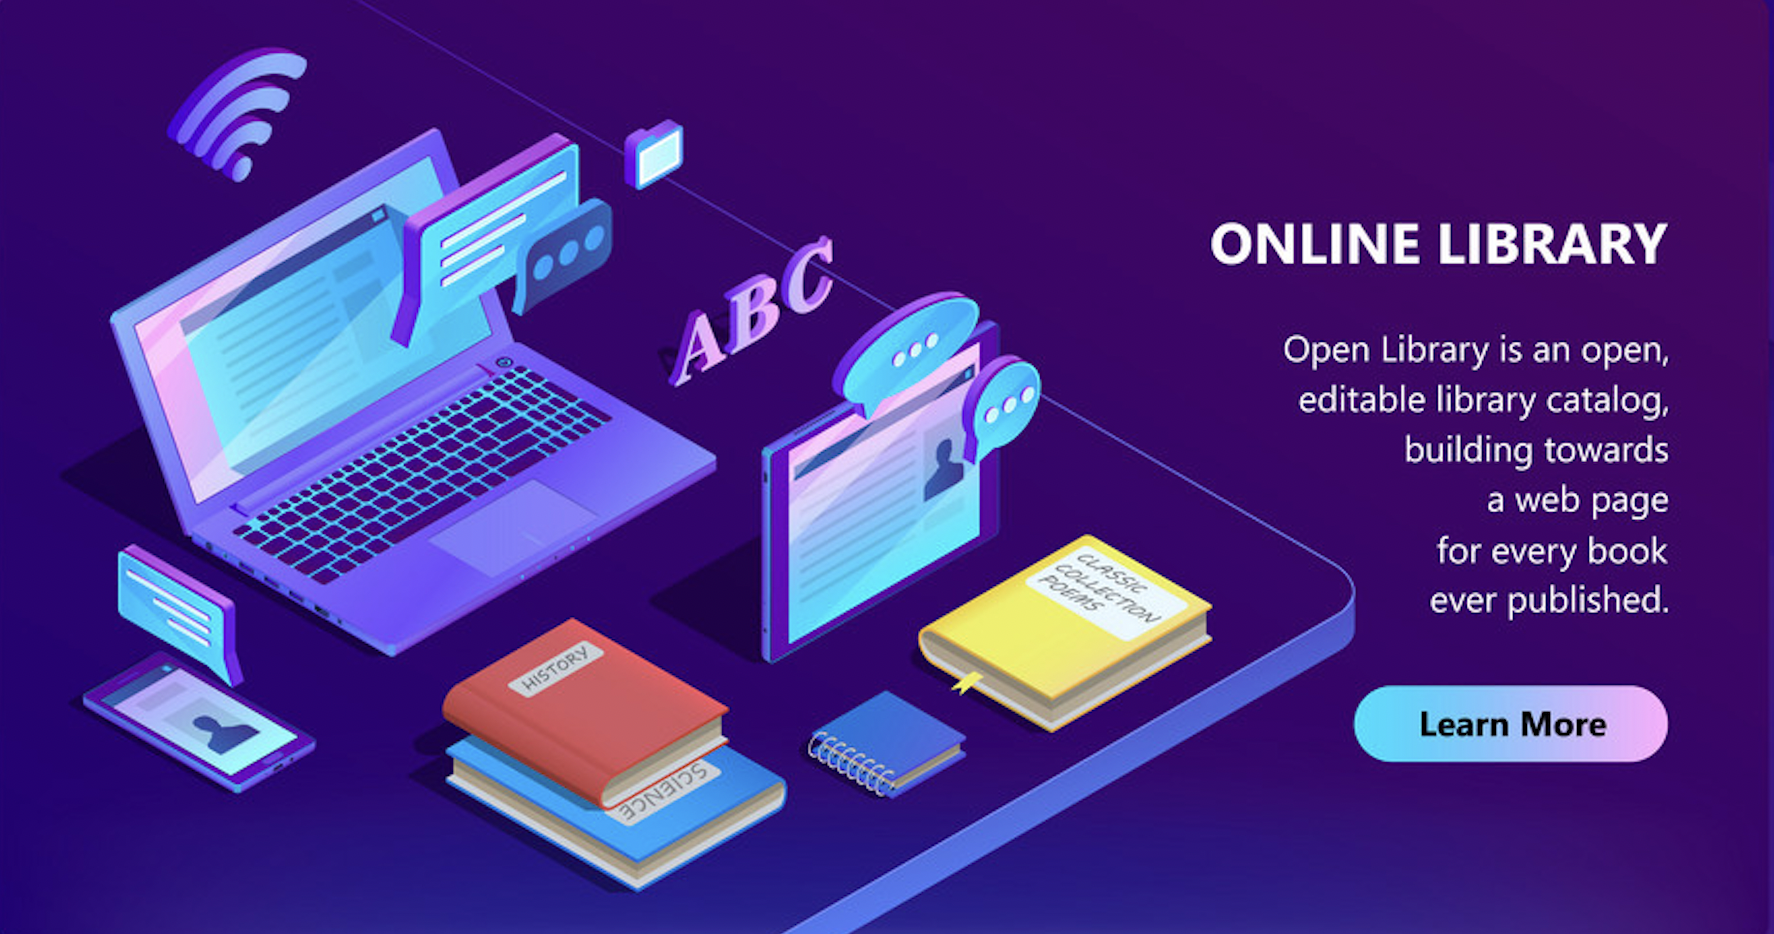 ABC
CLASSIC
COLLECTION
POEMS
HISTORY
SCIENCE
ONLINE LIBRARY
Open Library is an open,
editable library catalog,
building towards
a web page
for every book
ever published.
Learn More